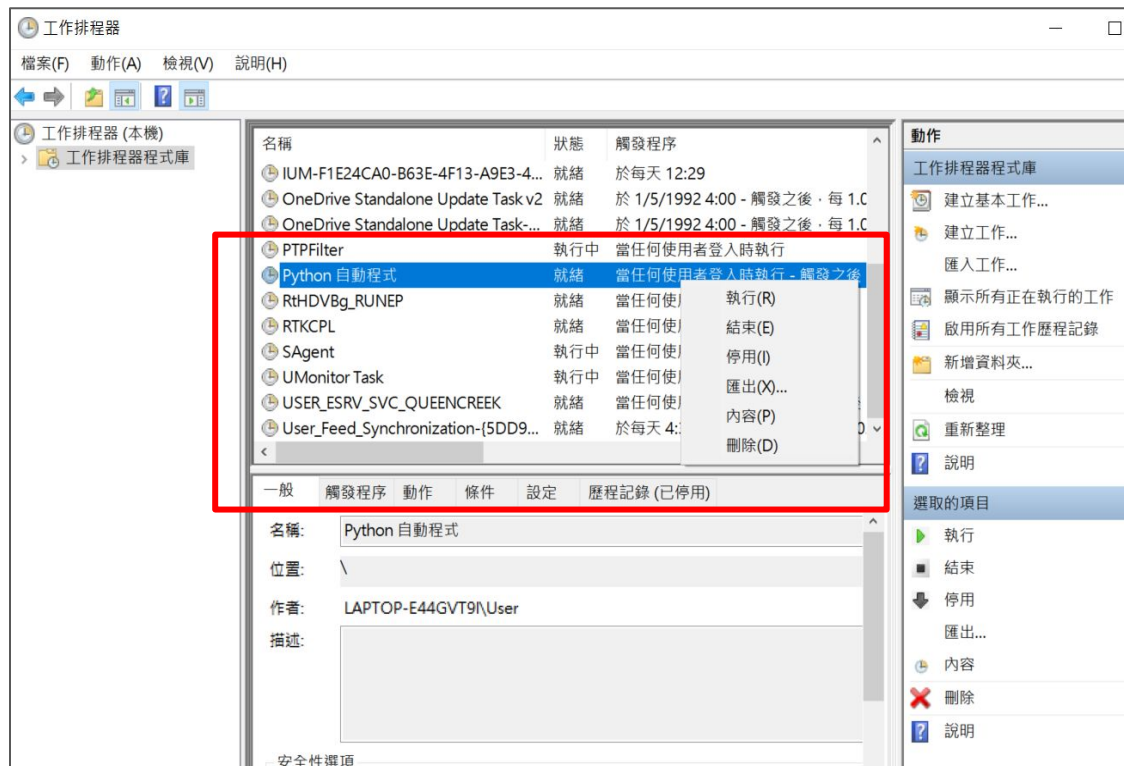 工作排程器
檔案(F) 動作(A) 檢視(V) 說明(H)
工作排程器 (本機)
工作排程器程式庫
名稱 狀態 觸發程序
IUM-F1E24CA0-B63E-4F13-A9E3-4... 就緒 於每天 12:29
OneDrive Standalone Update Task v2 就緒 於 1/5/1992 4:00 - 觸發之後，每 1.0
OneDrive Standalone Update Task-... 就緒 於 1/5/1992 4:00 - 觸發之後，每 1.0
PTPFilter 執行中 當任何使用者登入時執行
Python 自動程式 就緒 當任何使用者登入時執行 - 觸發之後
RtHDVBg_RUNEP 就緒 當任何使
RTKCPL 就緒 當任何使
SAgent 執行中 當任何使
UMonitor Task 執行中 當任何使
USER_ESRV_SVC_QUEENCREEK 就緒 當任何使
User_Feed_Synchronization-{5DD9... 就緒 於每天 4:
執行(R)
結束(E)
停用(I)
匯出(X)...
內容(P)
刪除(D)
一般 觸發程序 動作 條件 設定 歷程記錄 (已停用)
名稱: Python 自動程式
位置: \
作者: LAPTOP-E44GVT9I\User
描述:
安全性選項
動作
工作排程器程式庫
建立基本工作...
建立工作...
匯入工作...
顯示所有正在執行的工作
啟用所有工作歷程記錄
新增資料夾...
檢視
重新整理
說明
選取的項目
執行
結束
停用
匯出...
內容
刪除
說明